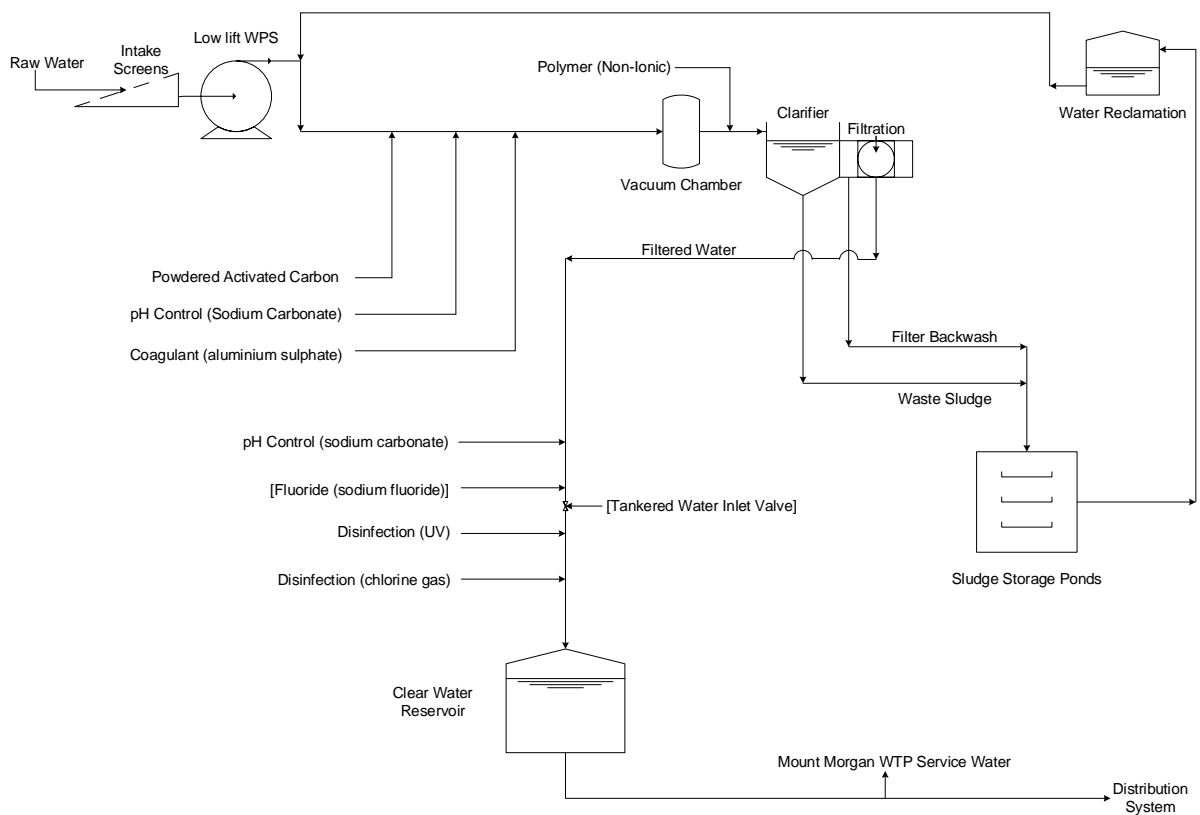 Low lift WPS
Intake
Screens
Raw Water
Polymer (Non-Ionic)
Clarifier
Filtration
Water Reclamation
Vacuum Chamber
Filtered Water
Powdered Activated Carbon
pH Control (Sodium Carbonate)
Coagulant (aluminium sulphate)
Filter Backwash
Waste Sludge
pH Control (sodium carbonate)
[Fluoride (sodium fluoride)]
[Tankered Water Inlet Valve]
Disinfection (UV)
Disinfection (chlorine gas)
Sludge Storage Ponds
Clear Water
Reservoir
Mount Morgan WTP Service Water
Distribution
System